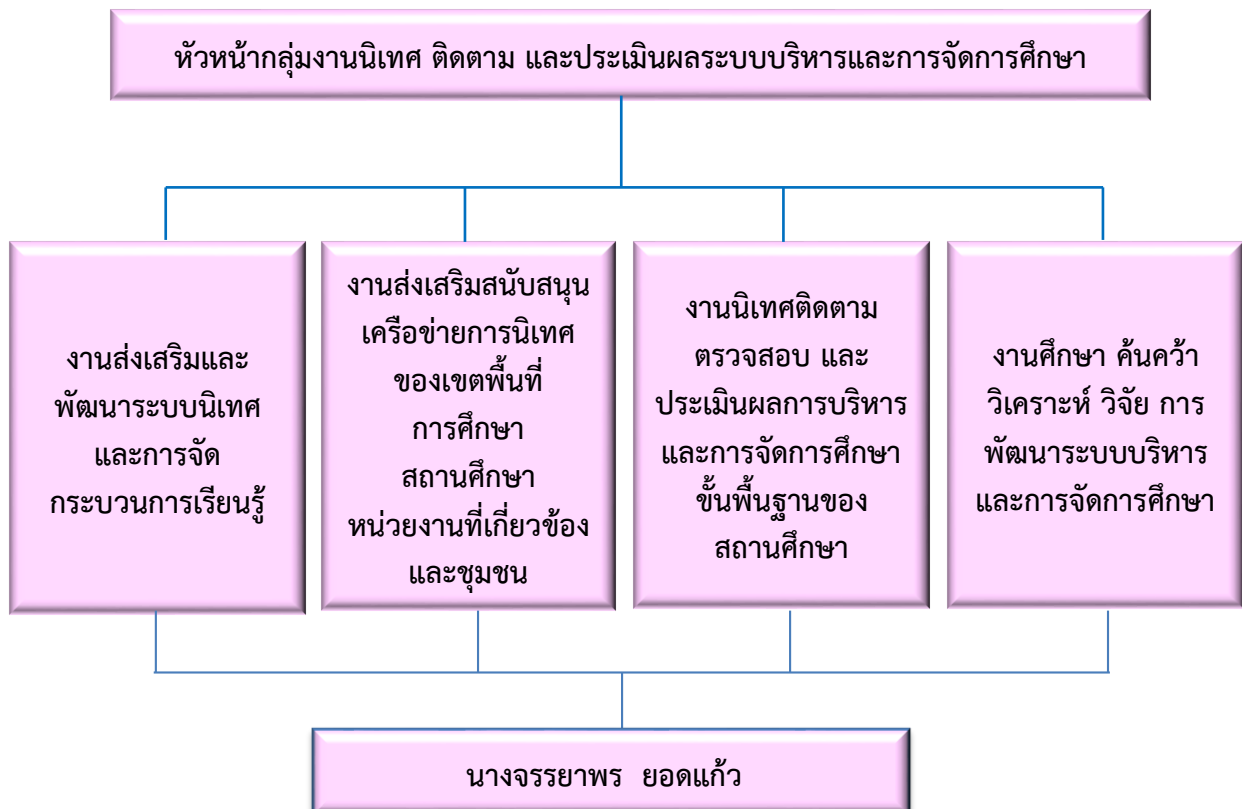 หัวหน้ากลุ่มงานนิเทศ ติดตาม และประเมินผลระบบบริหารและการจัดการศึกษา
งานส่งเสริมและ
พัฒนาระบบนิเทศ
และการจัด
กระบวนการเรียนรู้
งานส่งเสริมสนับสนุน
เครือข่ายการนิเทศ
ของเขตพื้นที่
การศึกษา
สถานศึกษา
หน่วยงานที่เกี่ยวข้อง
และชุมชน
งานนิเทศติดตาม
ตรวจสอบ และ
ประเมินผลการบริหาร
และการจัดการศึกษา
ขั้นพื้นฐานของ
สถานศึกษา
งานศึกษา ค้นคว้า
วิเคราะห์ วิจัย การ
พัฒนาระบบบริหาร
และการจัดการศึกษา
นางจรรยาพร ยอดแก้ว